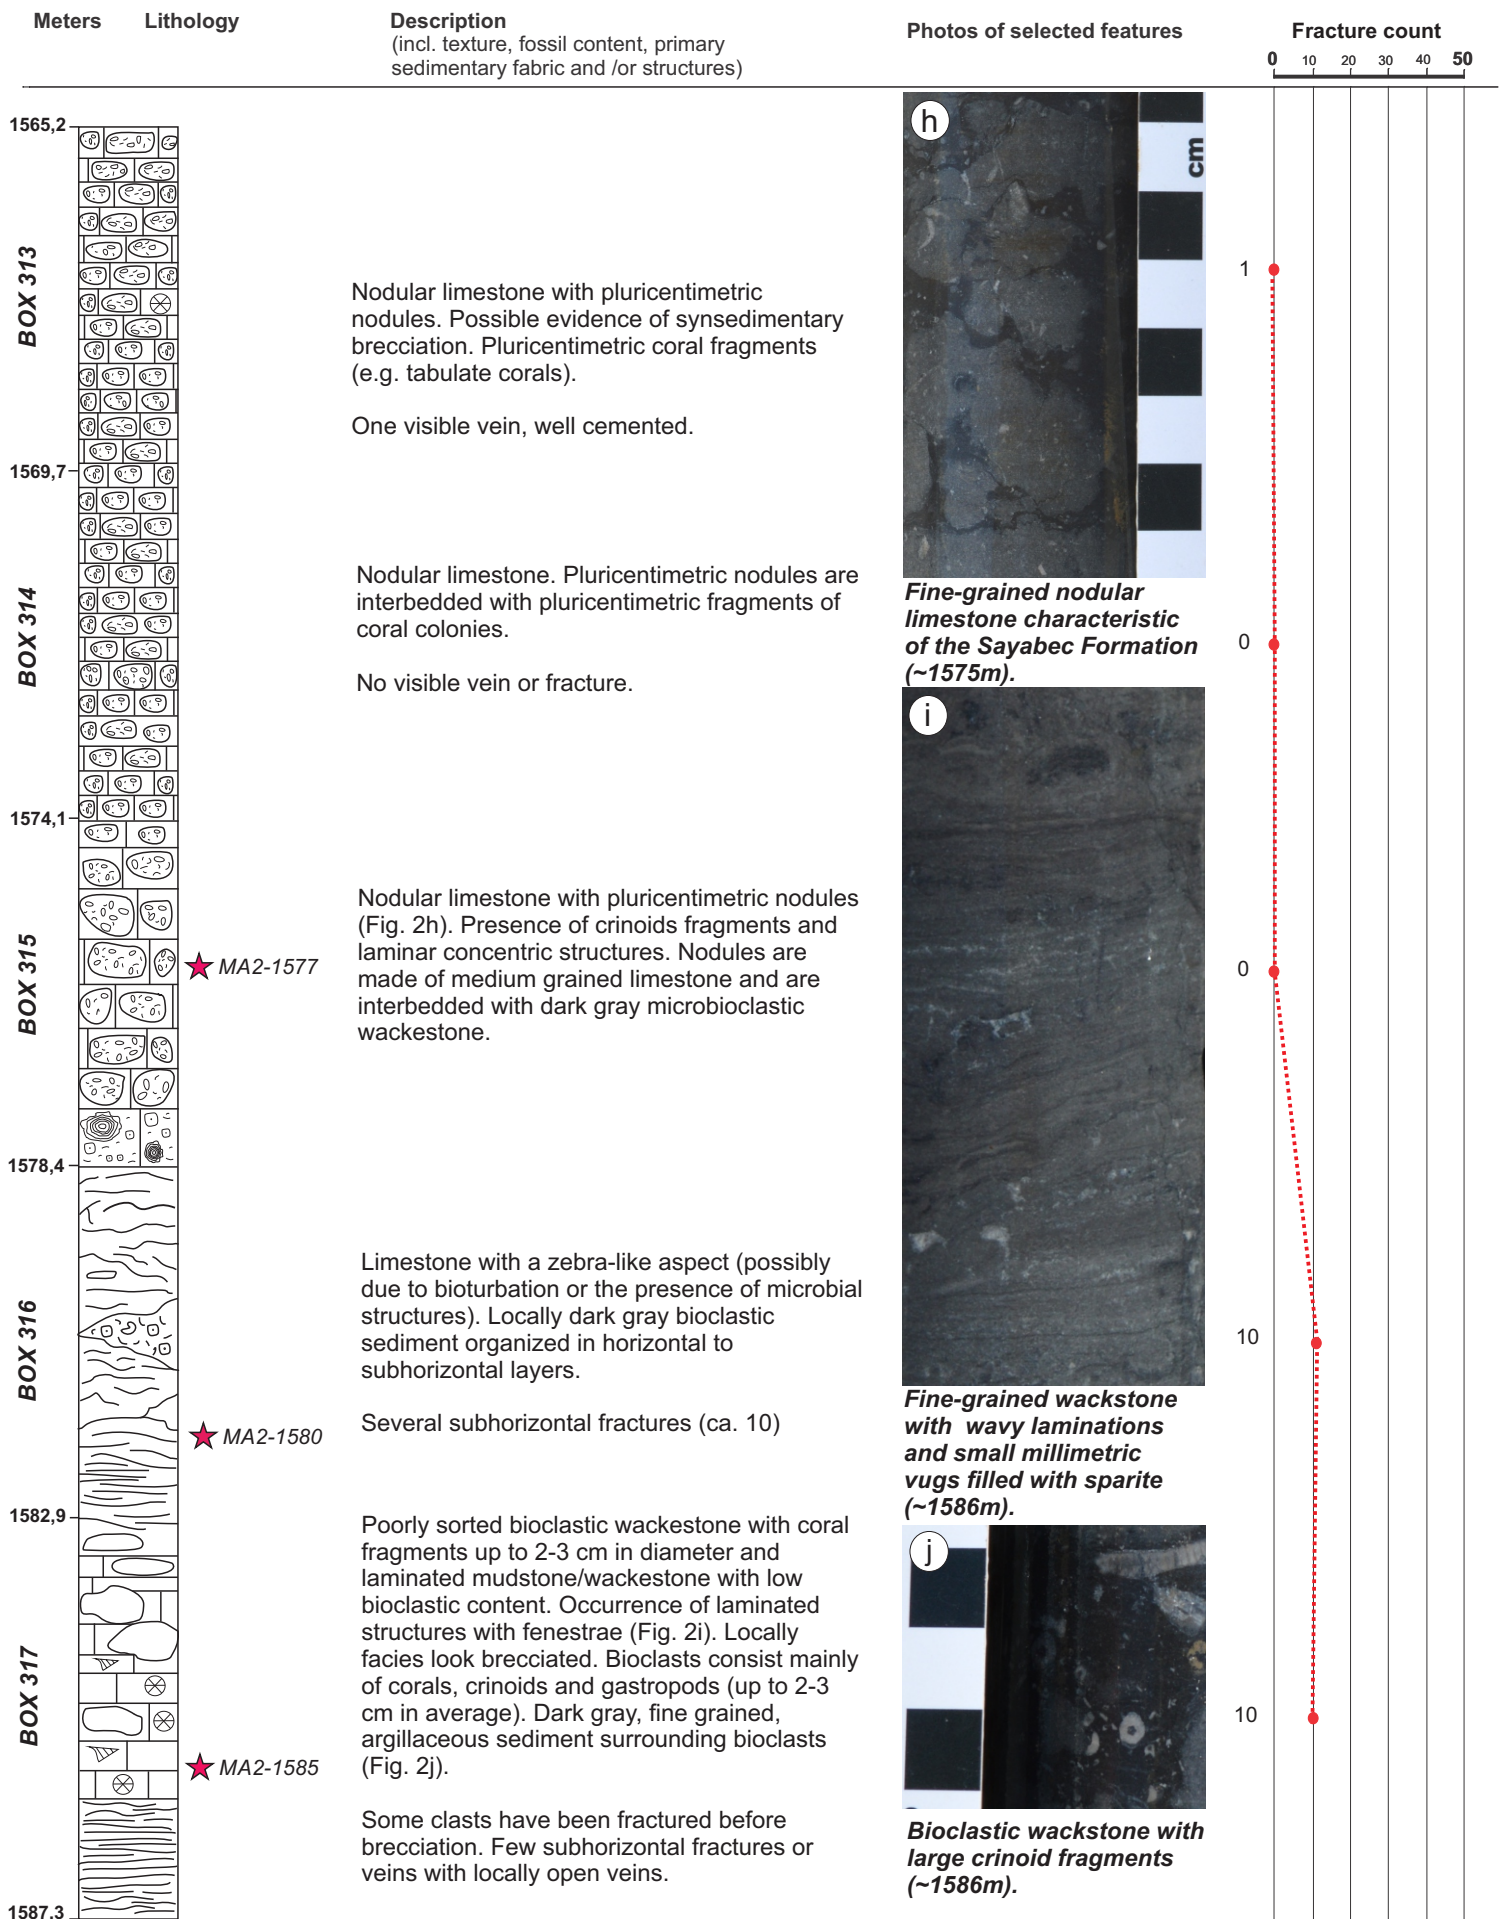 Meters
Lithology
Description
(incl. texture, fossil content, primary
sedimentary fabric and /or structures)
Photos of selected features
Fracture count
0 10 20 30 40 50
1565,2
BOX 313
Nodular limestone with pluricentimetric
nodules. Possible evidence of synsedimentary
brecciation. Pluricentimetric coral fragments
(e.g. tabulate corals).
One visible vein, well cemented.
h
cm
1
1569,7
BOX 314
Nodular limestone. Pluricentimetric nodules are
interbedded with pluricentimetric fragments of
coral colonies.
No visible vein or fracture.
Fine-grained nodular
limestone characteristic
of the Sayabec Formation
(~1575m).
0
i
1574,1
BOX 315
MA2-1577
Nodular limestone with pluricentimetric nodules
(Fig. 2h). Presence of crinoids fragments and
laminar concentric structures. Nodules are
made of medium grained limestone and are
interbedded with dark gray microbioclastic
wackestone.
0
1578,4
BOX 316
MA2-1580
Limestone with a zebra-like aspect (possibly
due to bioturbation or the presence of microbial
structures). Locally dark gray bioclastic
sediment organized in horizontal to
subhorizontal layers.
Several subhorizontal fractures (ca. 10)
10
Fine-grained wackstone
with wavy laminations
and small millimetric
vugs filled with sparite
(~1586m).
1582,9
BOX 317
MA2-1585
Poorly sorted bioclastic wackestone with coral
fragments up to 2-3 cm in diameter and
laminated mudstone/wackestone with low
bioclastic content. Occurrence of laminated
structures with fenestrae (Fig. 2i). Locally
facies look brecciated. Bioclasts consist mainly
of corals, crinoids and gastropods (up to 2-3
cm in average). Dark gray, fine grained,
argillaceous sediment surrounding bioclasts
(Fig. 2j).
Some clasts have been fractured before
brecciation. Few subhorizontal fractures or
veins with locally open veins.
j
10
Bioclastic wackstone with
large crinoid fragments
(~1586m).
1587,3